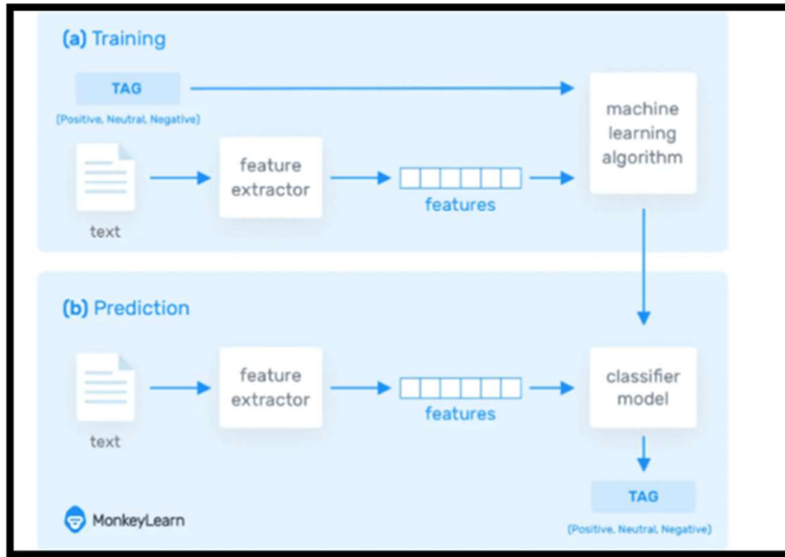 (a) Training
TAG
(Positive, Neutral, Negative)
text
feature
extractor
features
machine
learning
algorithm
(b) Prediction
text
feature
extractor
features
classifier
model
TAG
(Positive, Neutral, Negative)
MonkeyLearn